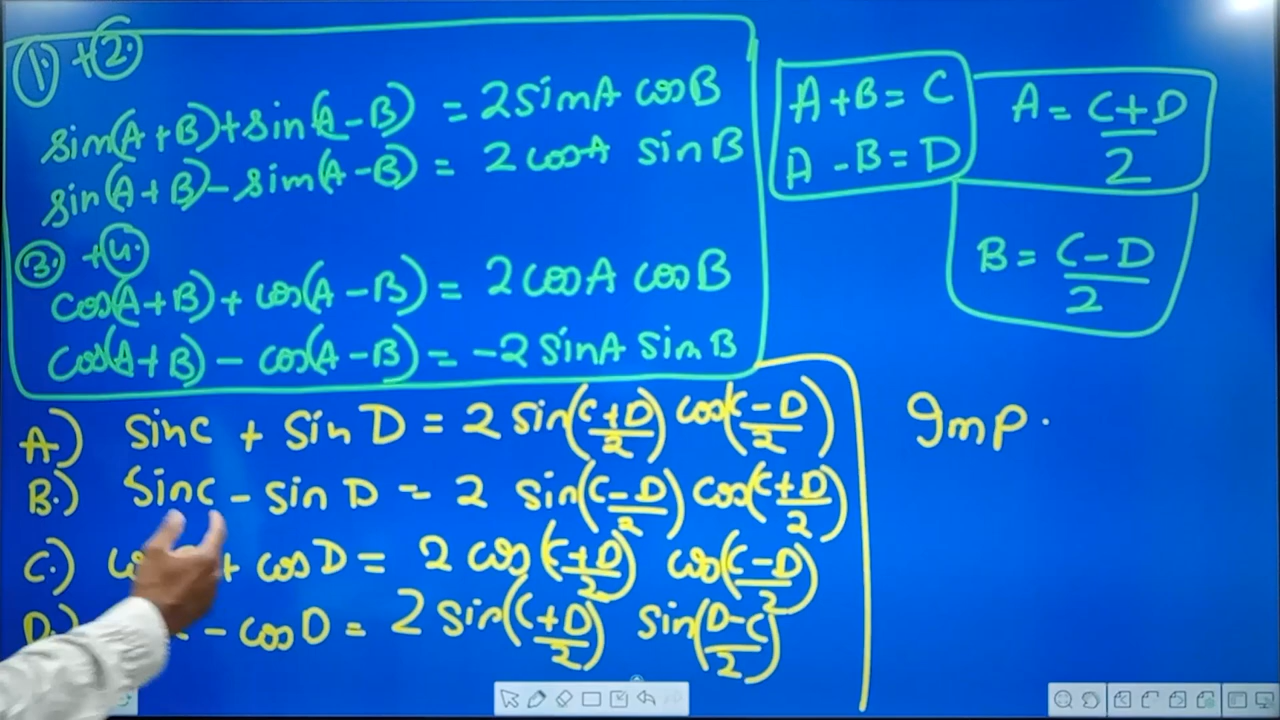 ① + ②
sin(A+B)+sin(A-B) = 2 sinA cosB
sin(A+B)-sin(A-B) = 2 cosA sinB
③ + ④
cos(A+B)+cos(A-B) = 2 cosA cosB
cos(A+B)-cos(A-B) = -2 sinA sinB
A+B = C
A-B = D
A = C+D/2
B = C-D/2
A.) sinC + sin D = 2 sin(C+D/2) cos(C-D/2)
B.) sinC - sin D = 2 sin(C-D/2) cos(C+D/2)
C.) + cosD = 2 cos(C+D/2) cos(C-D/2)
D.) - cosD = 2 sin(C+D/2) sin(D-C/2)
Imp.